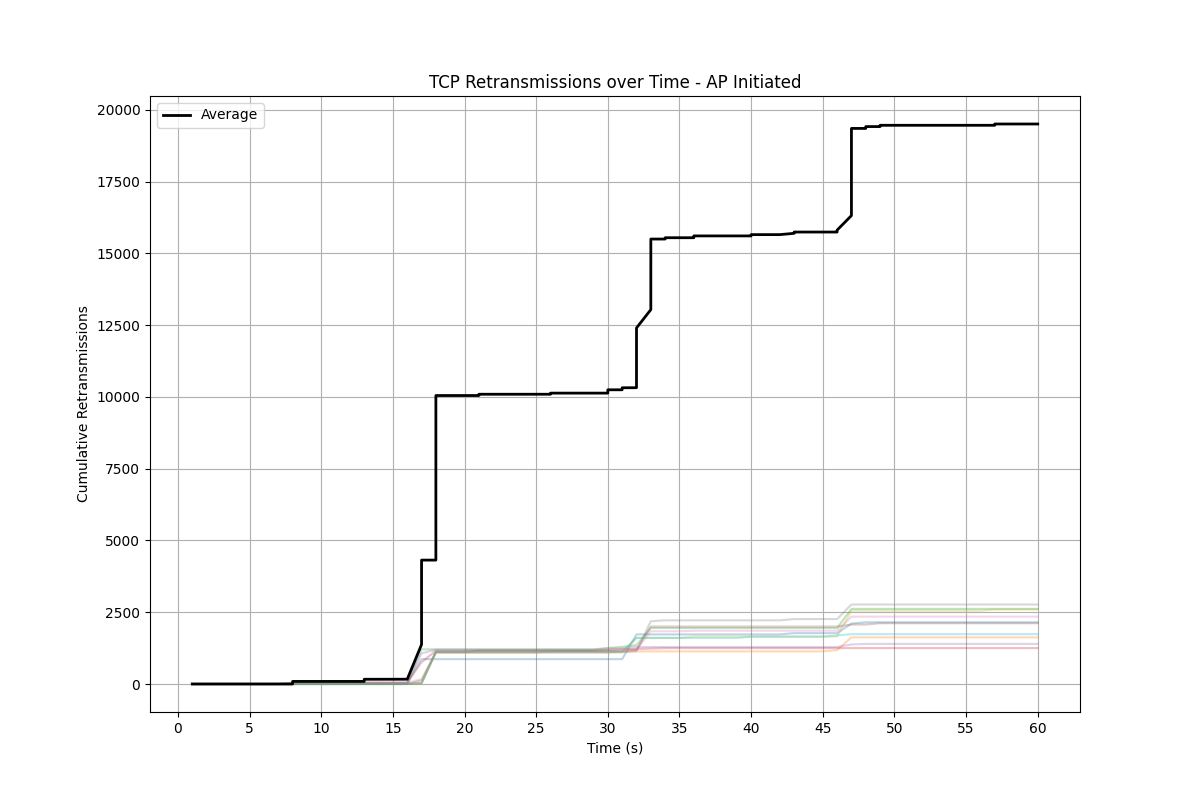 TCP Retransmissions over Time - AP Initiated
Average
20000
17500
15000
12500
10000
7500
5000
2500
0
Cumulative Retransmissions
0 5 10 15 20 25 30 35 40 45 50 55 60
Time (s)